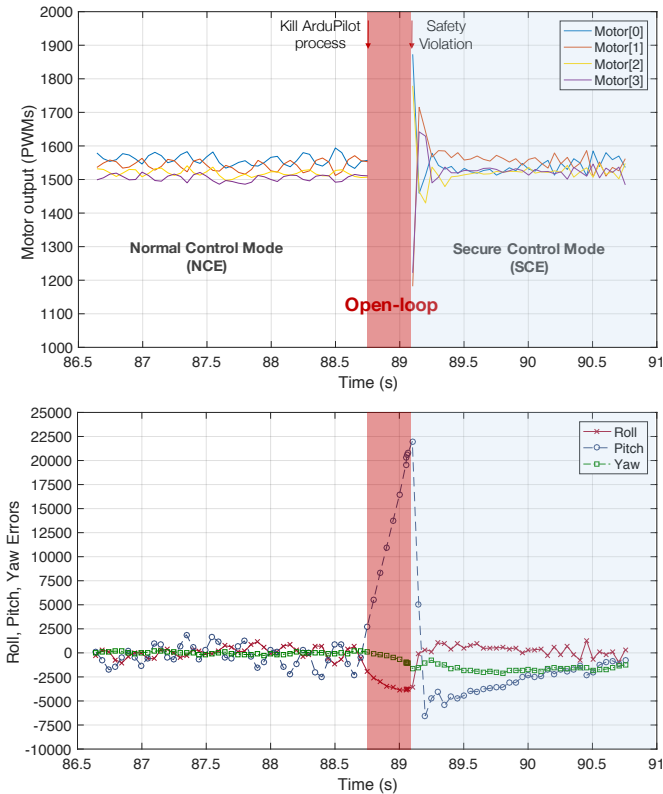 Kill ArduPilot
process
Safety
Violation
Motor[0]
Motor[1]
Motor[2]
Motor[3]
2000
1900
1800
1700
1600
1500
1400
1300
1200
1100
1000
Motor output (PWMs)
Normal Control Mode
(NCE)
Secure Control Mode
(SCE)
Open-loop
86.5 87 87.5 88 88.5 89 89.5 90 90.5 91
Time (s)
Roll
Pitch
Yaw
25000
22500
20000
17500
15000
12500
10000
7500
5000
2500
0
-2500
-5000
-7500
-10000
Roll, Pitch, Yaw Errors
86.5 87 87.5 88 88.5 89 89.5 90 90.5 91
Time (s)